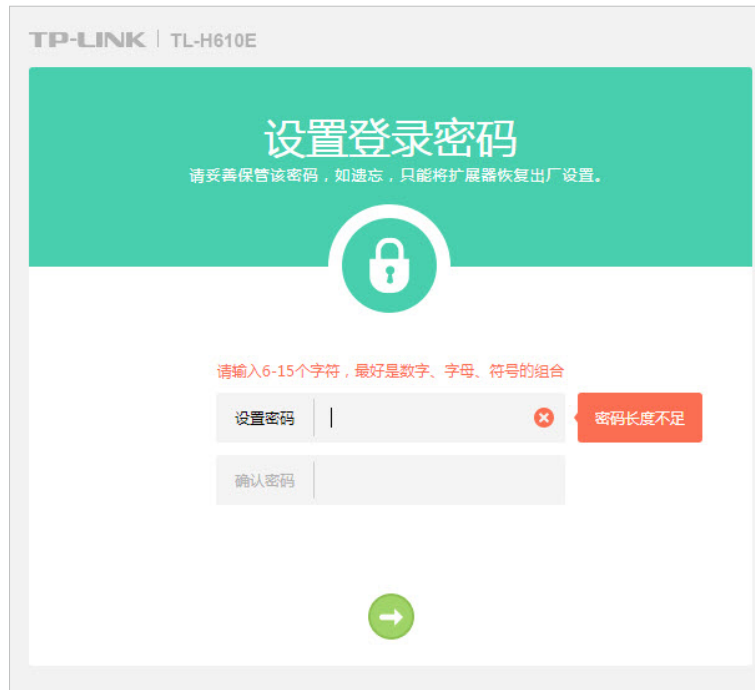 TP-LINK | TL-H610E
设置登录密码
请妥善保管该密码，如遗忘，只能将扩展器恢复出厂设置。
请输入6-15个字符，最好是数字、字母、符号的组合
设置密码 密码长度不足
确认密码